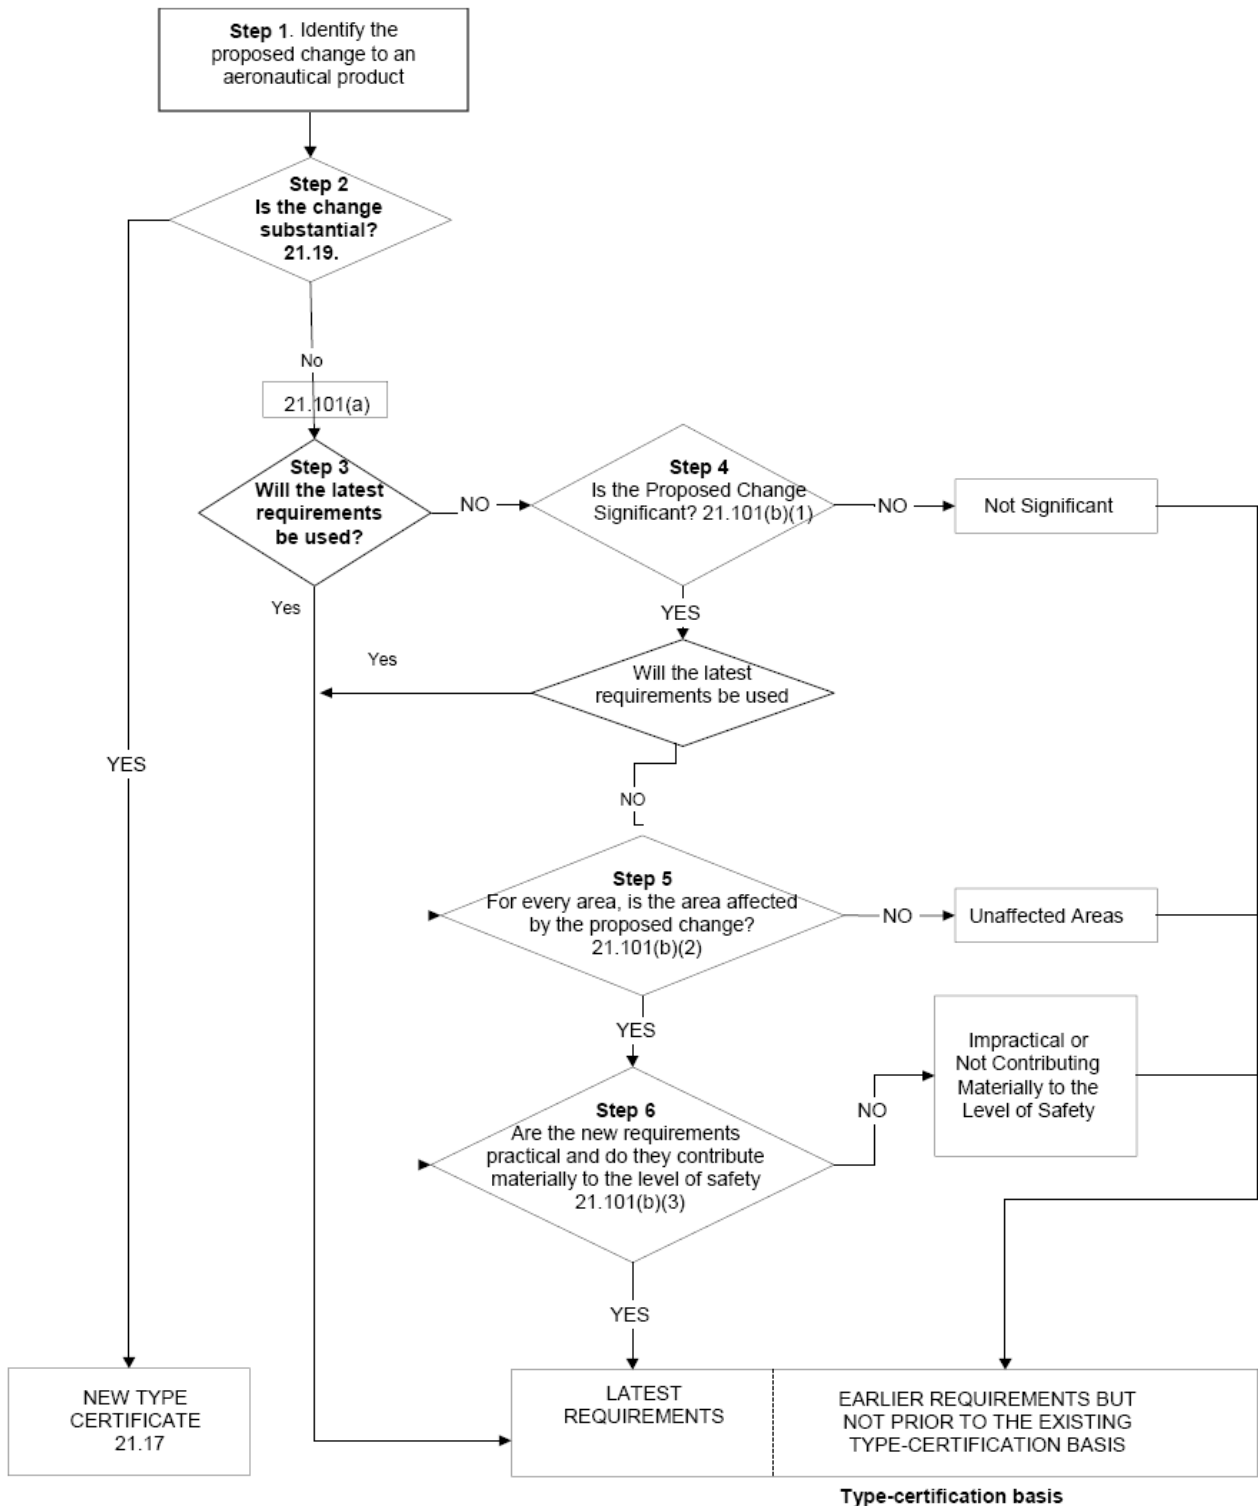 Step 1. Identify the
proposed change to an
aeronautical product
Step 2
Is the change
substantial?
21.19.
No
21.101(a)
Step 3
Will the latest
requirements
be used?
NO
Step 4
Is the Proposed Change
Significant? 21.101(b)(1)
NO
Not Significant
Yes
YES
Yes
Will the latest
requirements be used
YES
NO
Step 5
For every area, is the area affected
by the proposed change?
21.101(b)(2)
NO
Unaffected Areas
YES
Impractical or
Not Contributing
Materially to the
Level of Safety
NO
Step 6
Are the new requirements
practical and do they contribute
materially to the level of safety
21.101(b)(3)
YES
NEW TYPE
CERTIFICATE
21.17
LATEST
REQUIREMENTS
EARLIER REQUIREMENTS BUT
NOT PRIOR TO THE EXISTING
TYPE-CERTIFICATION BASIS
Type-certification basis